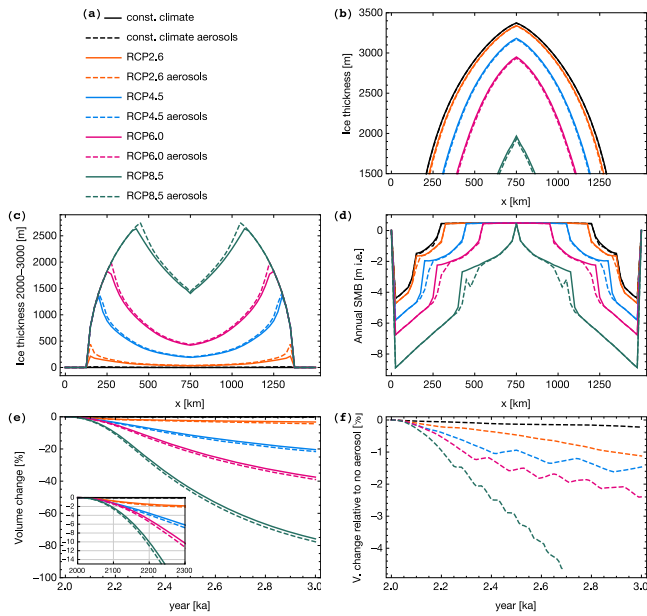 (a)
const. climate
const. climate aerosols
RCP2.6
RCP2.6 aerosols
RCP4.5
RCP4.5 aerosols
RCP6.0
RCP6.0 aerosols
RCP8.5
RCP8.5 aerosols
(b)
Ice thickness [m]
3500
3000
2500
2000
1500
0 250 500 750 1000 1250
x [km]
(c)
Ice thickness 2000–3000 [m]
2500
2000
1500
1000
500
0
0 250 500 750 1000 1250
x [km]
(d)
Annual SMB [m i.e.]
0
−2
−4
−6
−8
0 250 500 750 1000 1250
x [km]
(e)
Volume change [%]
0
−20
−40
−60
−80
−100
0
−2
−4
−6
−8
−10
−12
−14
2000 2100 2200 2300
2.0 2.2 2.4 2.6 2.8 3.0
year [ka]
(f)
V. change relative to no aerosol [%]
0
−1
−2
−3
−4
2.0 2.2 2.4 2.6 2.8 3.0
year [ka]